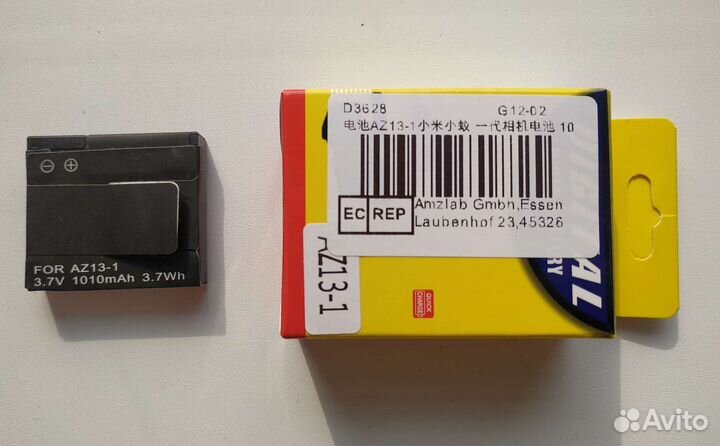 ⊖ ⊕
FOR AZ13-1
3.7V 1010mAh 3.7Wh
D3628 G12-02
电池AZ13-1小米小蚁 一代相机电池 10
EC REP
Amzlab Gmbh,Essen
Laubenhof 23,45326
AZ13-1
QUICK
CHARGE
Avito